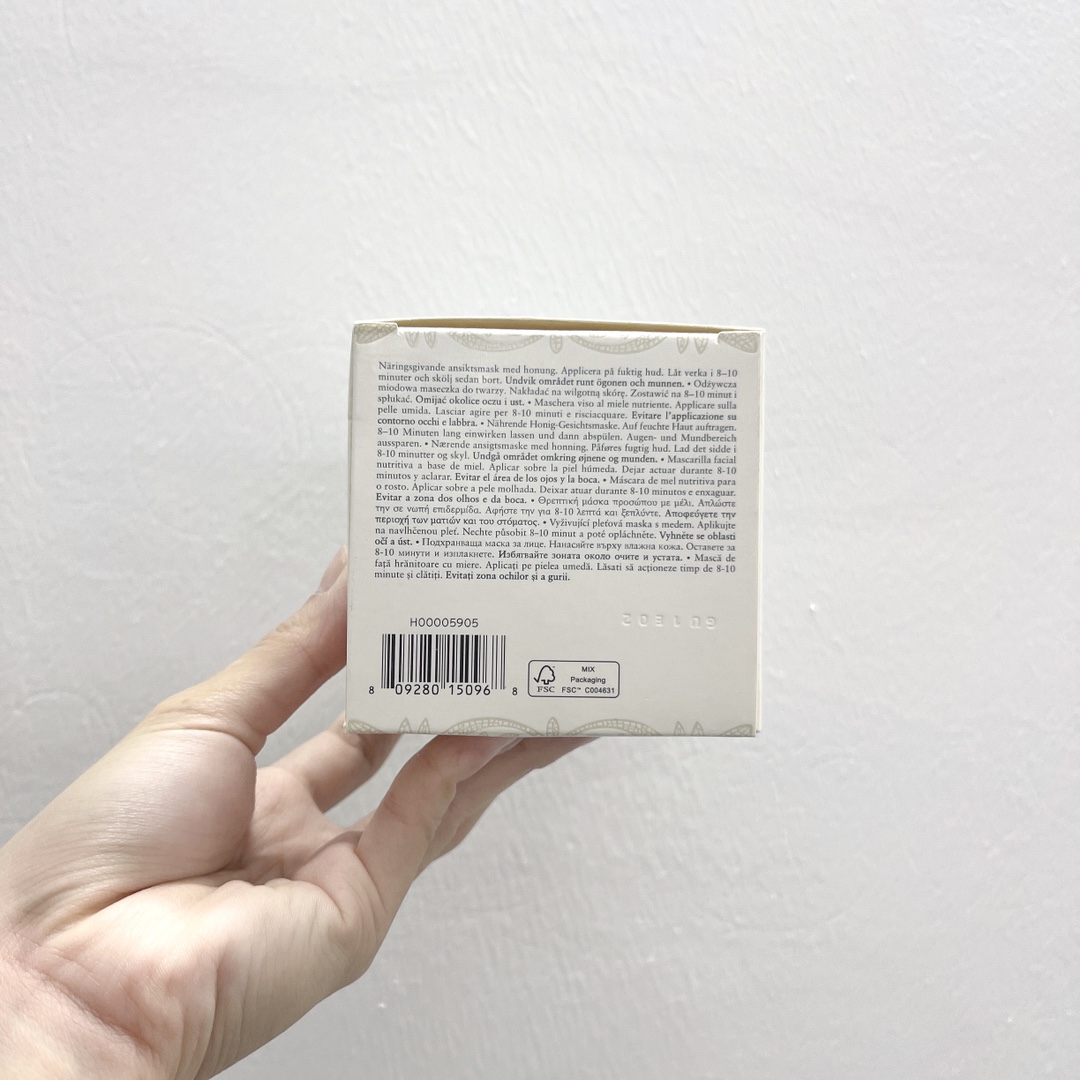 Näringsgivande ansiktsmask med honung. Applicera på fuktig hud. Låt verka i 8–10
minuter och skölj sedan bort. Undvik området runt ögonen och munnen. • Odżywcza
miodowa maseczka do twarzy. Nakładać na wilgotną skórę. Zostawić na 8–10 minut i
spłukać. Omijać okolice oczu i ust. • Maschera viso al miele nutriente. Applicare sulla
pelle umida. Lasciar agire per 8-10 minuti e risciacquare. Evitare l'applicazione su
contorno occhi e labbra. • Nährende Honig-Gesichtsmaske. Auf feuchte Haut auftragen.
8–10 Minuten lang einwirken lassen und dann abspülen. Augen- und Mundbereich
aussparen. • Nærende ansigtsmaske med honning. Påføres fugtig hud. Lad det sidde i
8-10 minutter og skyl. Undgå området omkring øjnene og munden. • Mascarilla facial
nutritiva a base de miel. Aplicar sobre la piel húmeda. Dejar actuar durante 8-10
minutos y aclarar. Evitar el área de los ojos y la boca. • Máscara de mel nutritiva para
o rosto. Aplicar sobre a pele molhada. Deixar atuar durante 8-10 minutos e enxaguar.
Evitar a zona dos olhos e da boca. • Θρεπτική μάσκα προσώπου με μέλι. Απλώστε
την σε νωπή επιδερμίδα. Αφήστε την για 8-10 λεπτά και ξεπλύντε. Αποφεύγετε την
περιοχή των ματιών και του στόματος. • Vyživující pleťová maska s medem. Aplikujte
na navlhčenou pleť. Nechte působit 8–10 minut a poté opláchněte. Vyhněte se oblasti
očí a úst. • Подхранваща маска за лице. Нанасяйте върху влажна кожа. Оставете за
8-10 минути и изплакнете. Избягвайте зоната около очите и устата. • Mască de
față hrănitoare cu miere. Aplicați pe pielea umedă. Lăsați să acționeze timp de 8-10
minute și clătiți. Evitați zona ochilor și a gurii.
H00005905
8 09280 15096 8
FSC
MIX
Packaging
FSC™ C004631